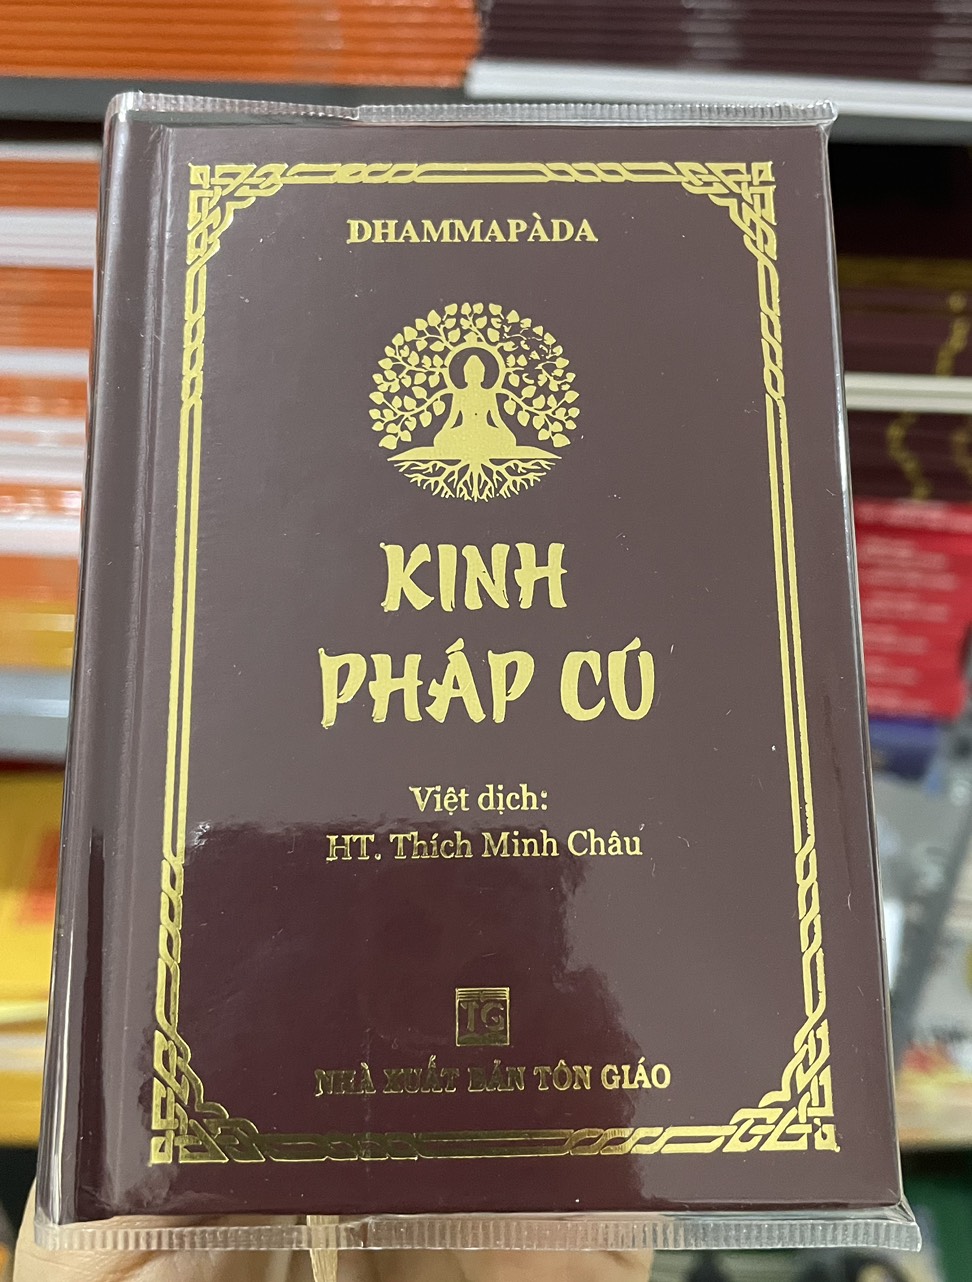 DHAMMAPÀDA
KINH
PHÁP CÚ
Việt dịch:
HT. Thích Minh Châu
TG
NHÀ XUẤT BẢN TÔN GIÁO